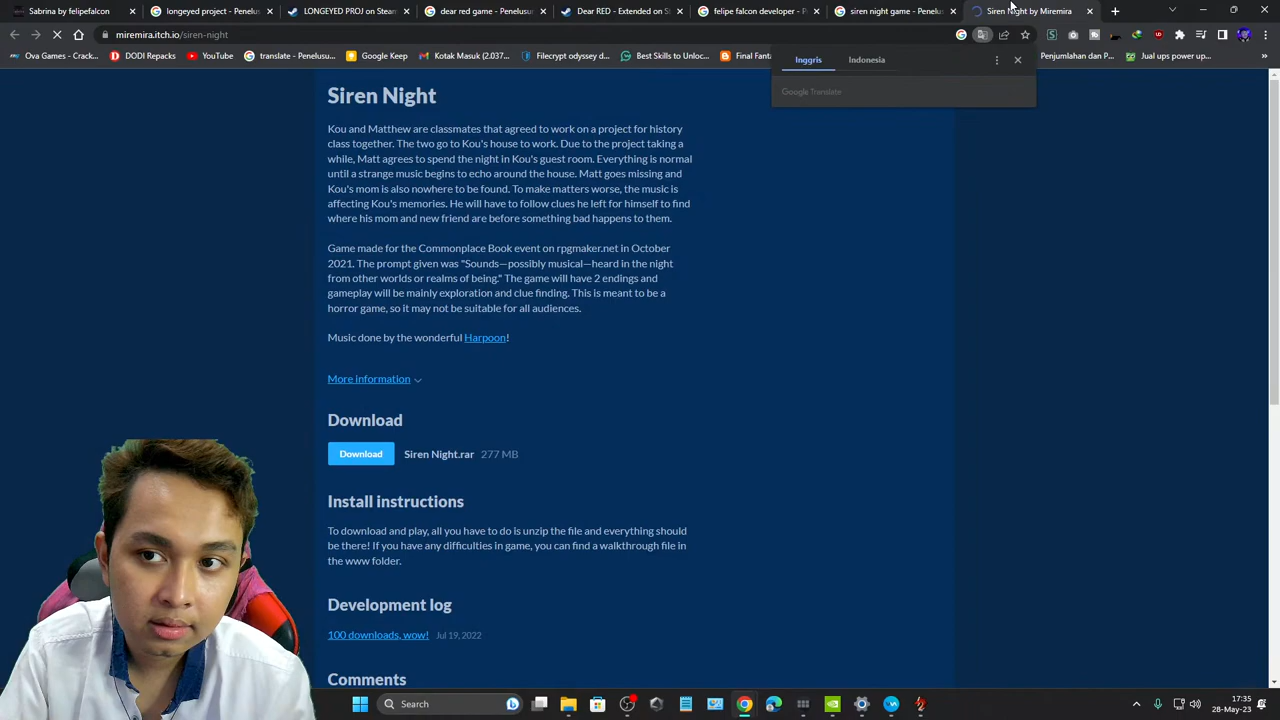 Sabrina by felipefalcon
longeyed project - Penelusu
LONGEYED/STRAY on Stean
Dear RED - Extended on St
felipe falcon de project - Pe
siren night game - Penelusu
Siren Night by Miremira
miremira.itch.io/siren-night
Ova Games - Crack...
DODI Repacks
YouTube
translate - Penelusu...
Google Keep
Kotak Masuk (2.037...
Filecrypt odyssey d...
Best Skills to Unloc...
Final Fant
Penjumlahan dan P...
Jual ups power up...
Inggris
Indonesia
Google Translate
Siren Night
Kou and Matthew are classmates that agreed to work on a project for history
class together. The two go to Kou's house to work. Due to the project taking a
while, Matt agrees to spend the night in Kou's guest room. Everything is normal
until a strange music begins to echo around the house. Matt goes missing and
Kou's mom is also nowhere to be found. To make matters worse, the music is
affecting Kou's memories. He will have to follow clues he left for himself to find
where his mom and new friend are before something bad happens to them.
Game made for the Commonplace Book event on rpgmaker.net in October
2021. The prompt given was "Sounds—possibly musical—heard in the night
from other worlds or realms of being." The game will have 2 endings and
gameplay will be mainly exploration and clue finding. This is meant to be a
horror game, so it may not be suitable for all audiences.
Music done by the wonderful Harpoon!
More information
Download
Download Siren Night.rar 277 MB
Install instructions
To download and play, all you have to do is unzip the file and everything should
be there! If you have any difficulties in game, you can find a walkthrough file in
the www folder.
Development log
100 downloads, wow! Jul 19, 2022
Comments
Search
17:35
28-May-23